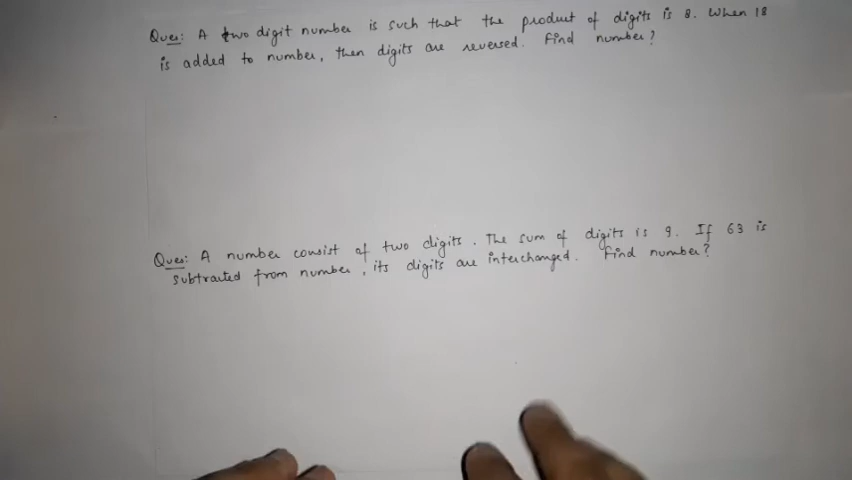 Ques: A two digit number is such that the product of digits is 8. When 18
is added to number, then digits are reversed. Find number?
Ques: A number consist of two digits. The sum of digits is 9. If 63 is
subtracted from number, its digits are interchanged. Find number?